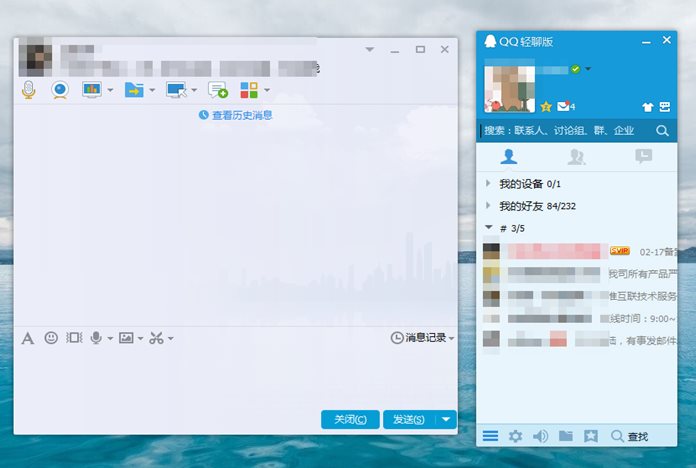 查看历史消息
消息记录
关闭(C) 发送(S)
QQ轻聊版
4
搜索：联系人、讨论组、群、企业
我的设备 0/1
我的好友 84/232
# 3/5
SVIP 02-17备案
我司所有产品严
互联技术服务
线时间：9:00~
，有事发邮件
查找